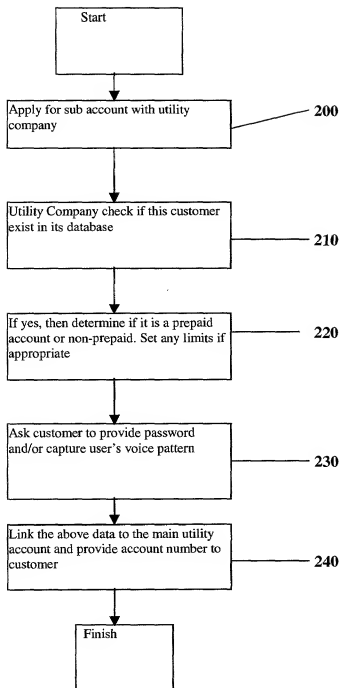 Start
Apply for sub account with utility
company
200
Utility Company check if this customer
exist in its database
210
If yes, then determine if it is a prepaid
account or non-prepaid. Set any limits if
appropriate
220
Ask customer to provide password
and/or capture user's voice pattern
230
Link the above data to the main utility
account and provide account number to
customer
240
Finish